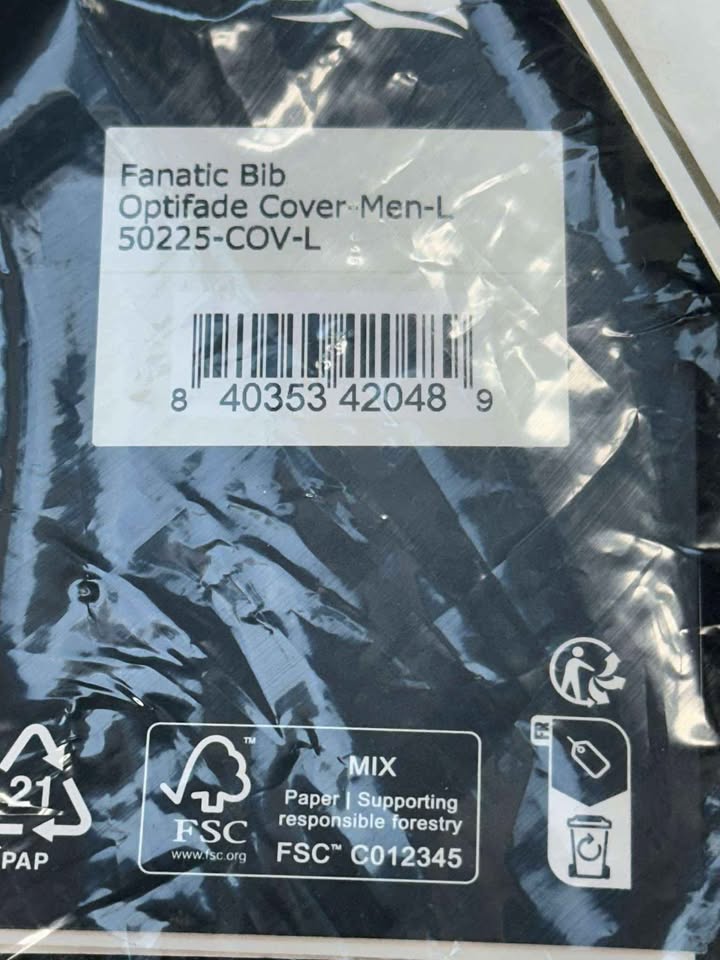 Fanatic Bib
Optifade Cover-Men-L
50225-COV-L
8 40353 42048 9
FR
21
PAP
FSC
™
www.fsc.org
MIX
Paper | Supporting
responsible forestry
FSC™ C012345